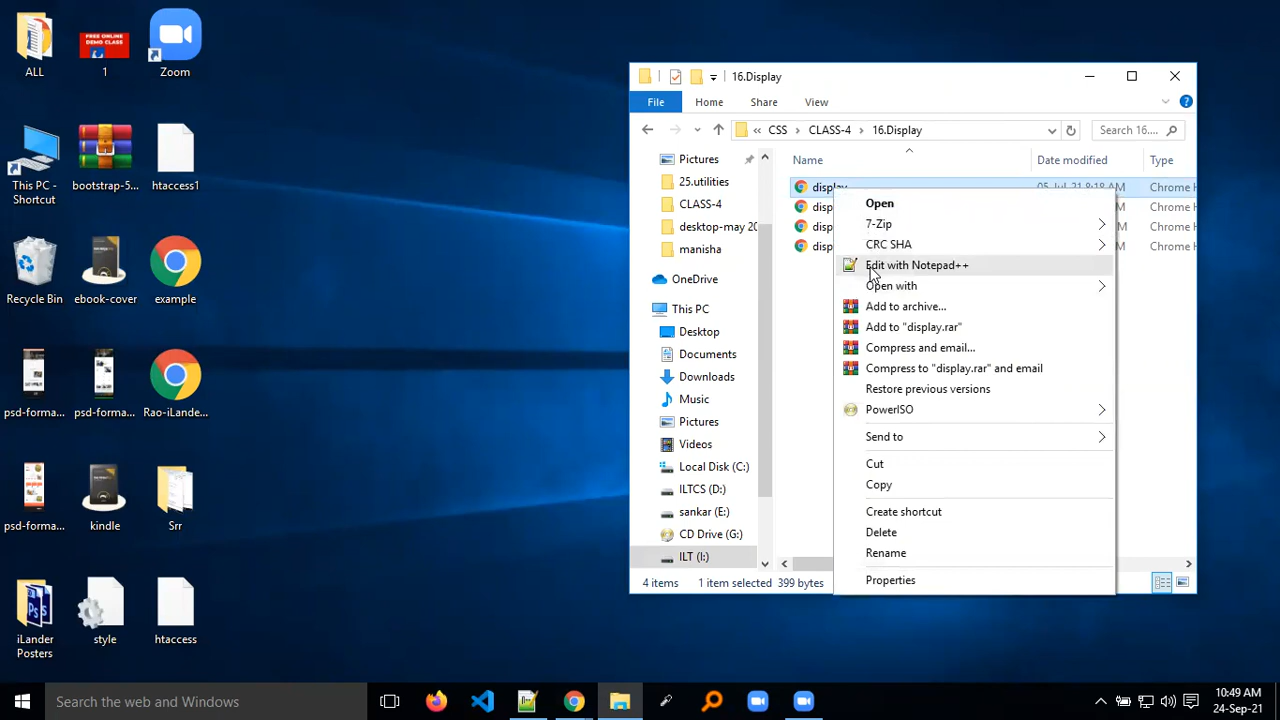 ALL
FREE ONLINE
DEMO CLASS
1
Zoom
This PC -
Shortcut
bootstrap-5...
htaccess1
Recycle Bin
ebook-cover
example
psd-forma...
psd-forma...
Rao-iLande...
psd-forma...
kindle
Srr
iLander
Posters
style
htaccess
16.Display
File
Home
Share
View
CSS
CLASS-4
16.Display
Search 16....
Pictures
25.utilities
CLASS-4
desktop-may 20
manisha
OneDrive
This PC
Desktop
Documents
Downloads
Music
Pictures
Videos
Local Disk (C:)
ILTCS (D:)
sankar (E:)
CD Drive (G:)
ILT (I:)
Name
Date modified
Type
display
05-Jul-21 8:18 AM
Chrome H
disp
AM
Chrome H
disp
AM
Chrome H
disp
AM
Chrome H
Open
7-Zip
CRC SHA
Edit with Notepad++
Open with
Add to archive...
Add to "display.rar"
Compress and email...
Compress to "display.rar" and email
Restore previous versions
PowerISO
Send to
Cut
Copy
Create shortcut
Delete
Rename
Properties
4 items
1 item selected
399 bytes
Search the web and Windows
10:49 AM
24-Sep-21